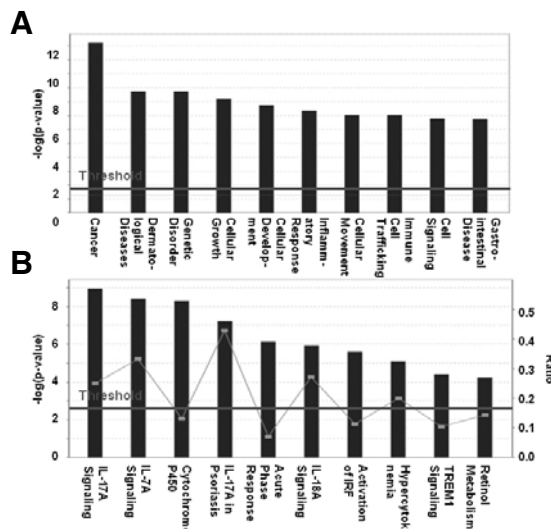 A
-log(p-value)
12
10
8
6
4
2
0
Threshold
Cancer
Dermato-
logical
Diseases
Genetic
Disorder
Cellular
Growth
Cellular
Develop-
ment
Inflamm-
atory
Response
Cellular
Movement
Immune
Cell
Trafficking
Cell
Signaling
Gastro-
intestinal
Disease
B
-log(p-value)
8
6
4
2
0
Threshold
0.5
0.4
0.3
0.2
0.1
0.0
Ratio
IL-17A
Signaling
IL-7A
Signaling
Cytochrom
P450
IL-17A in
Psoriasis
Acute
Phase
Response
IL-18A
Signaling
Activation
of IRF
Hypercytok
nemia
TREM1
Signaling
Retinol
Metabolism